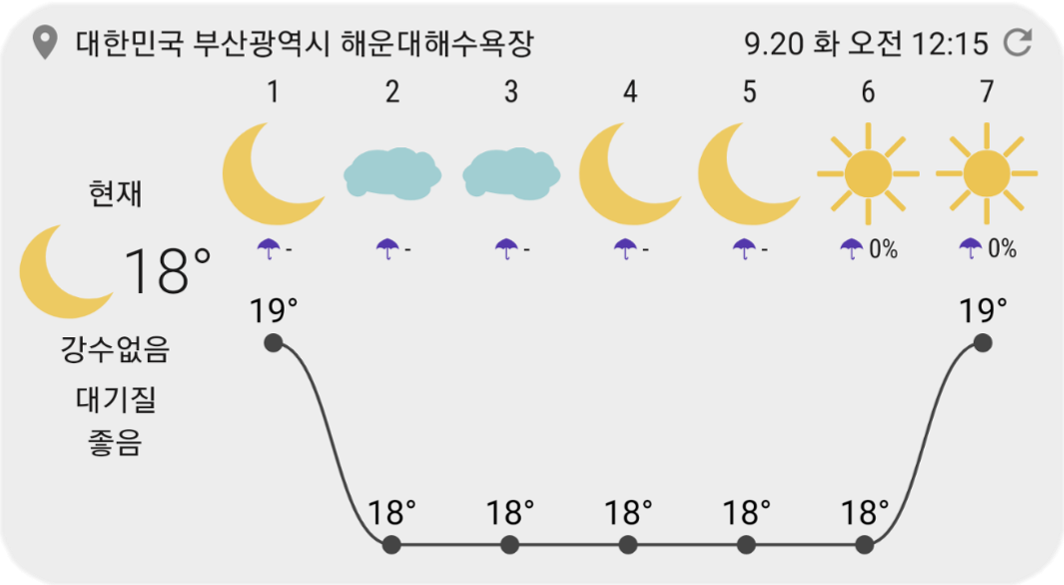 대한민국 부산광역시 해운대해수욕장 9.20 화 오전 12:15
1 2 3 4 5 6 7
현재
- - - - - 0% 0%
18°
19° 19°
강수없음
대기질
좋음
18° 18° 18° 18° 18°